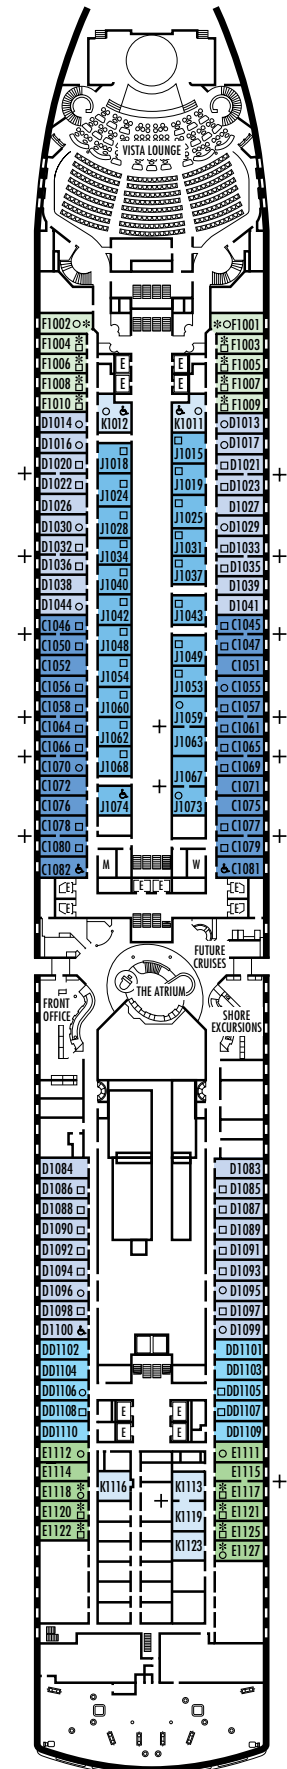 VISTA LOUNGE
F1002 F1001
F1004 F1003
E E
F1006 F1005
F1008 E E F1007
F1010 F1009
K1012 K1011
D1014 D1013
D1016 J1015 D1017
D1020 J1018 D1021
D1022 J1019 D1023
J1024
D1026 J1025 D1027
D1030 J1028 D1029
D1032 J1031 D1033
D1036 J1034 D1035
J1037
D1038 J1040 D1039
D1044 J1042 J1043 D1041
C1046 C1045
C1050 J1048 C1047
C1052 J1049 C1051
J1054
C1056 J1053 C1055
C1058 J1060 C1057
J1059
C1064 C1061
C1066 J1062 J1063 C1065
C1070 J1068 C1069
C1072 J1067 C1071
C1076 J1074 J1073 C1075
C1078 C1077
C1080 C1079
C1082 M W C1081
E E E E
E E
FUTURE
CRUISES
THE ATRIUM
FRONT
OFFICE
SHORE
EXCURSIONS
D1084 D1083
D1086 D1085
D1088 D1087
D1090 D1089
D1092 D1091
D1094 D1093
D1096 D1095
D1098 D1097
D1100 D1099
DD1102 DD1101
DD1104 DD1103
DD1106 DD1105
DD1108 E E DD1107
DD1110 E E DD1109
E1112 E1111
E1114 E1115
E1118 K1116 K1113 E1117
E1120 K1119 E1121
E1122 E1125
K1123 E1127